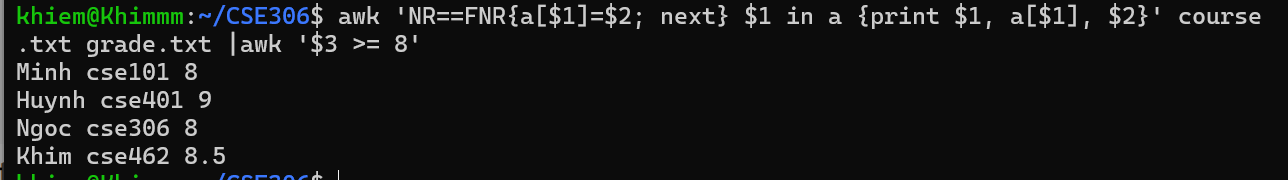 khiem@Khimmm:~/CSE306$ awk 'NR==FNR{a[$1]=$2; next} $1 in a {print $1, a[$1], $2}' course
.txt grade.txt |awk '$3 >= 8'
Minh cse101 8
Huynh cse401 9
Ngoc cse306 8
Khim cse462 8.5